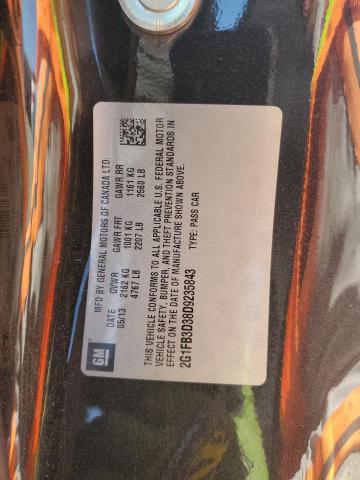 GM
MFD BY GENERAL MOTORS OF CANADA LTD.
DATE GVWR GAWR FRT GAWR RR
05/13 2162 KG 1001 KG 1161 KG
4767 LB 2207 LB 2560 LB
THIS VEHICLE CONFORMS TO ALL APPLICABLE U.S. FEDERAL MOTOR
VEHICLE SAFETY, BUMPER, AND THEFT PREVENTION STANDARDS IN
EFFECT ON THE DATE OF MANUFACTURE SHOWN ABOVE.
2G1FB3D38D9235843 TYPE: PASS CAR